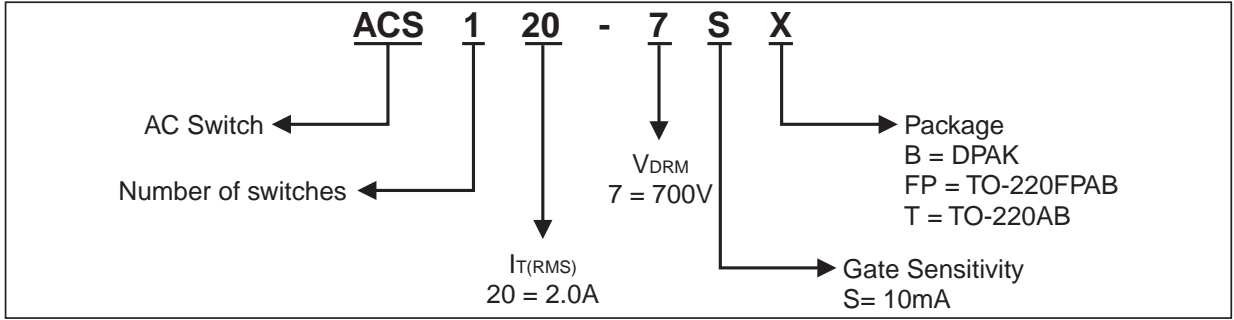 ACS 1 20 - 7 S X
AC Switch
Number of switches
IT(RMS)
20 = 2.0A
VDRM
7 = 700V
Package
B = DPAK
FP = TO-220FPAB
T = TO-220AB
Gate Sensitivity
S= 10mA